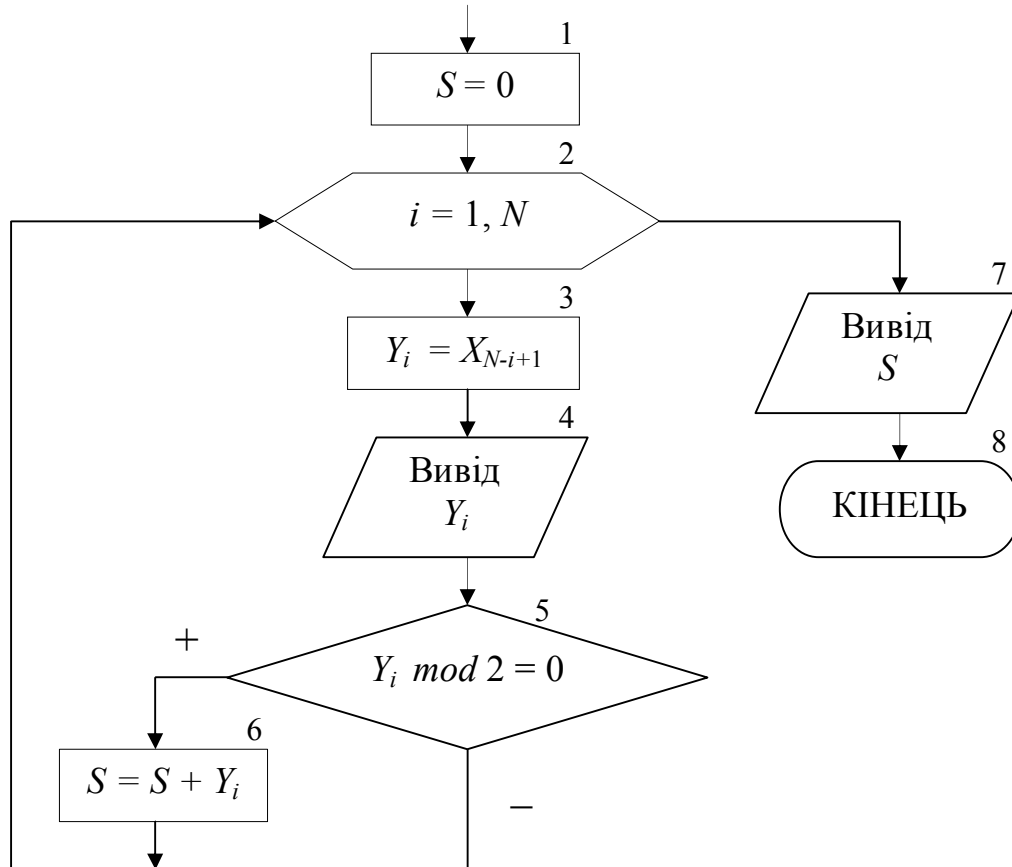 1
S = 0
2
i = 1, N
3
Y_i = X_{N-i+1}
4
Вивід
Y_i
5
Y_i mod 2 = 0
+
−
6
S = S + Y_i
7
Вивід
S
8
КІНЕЦЬ